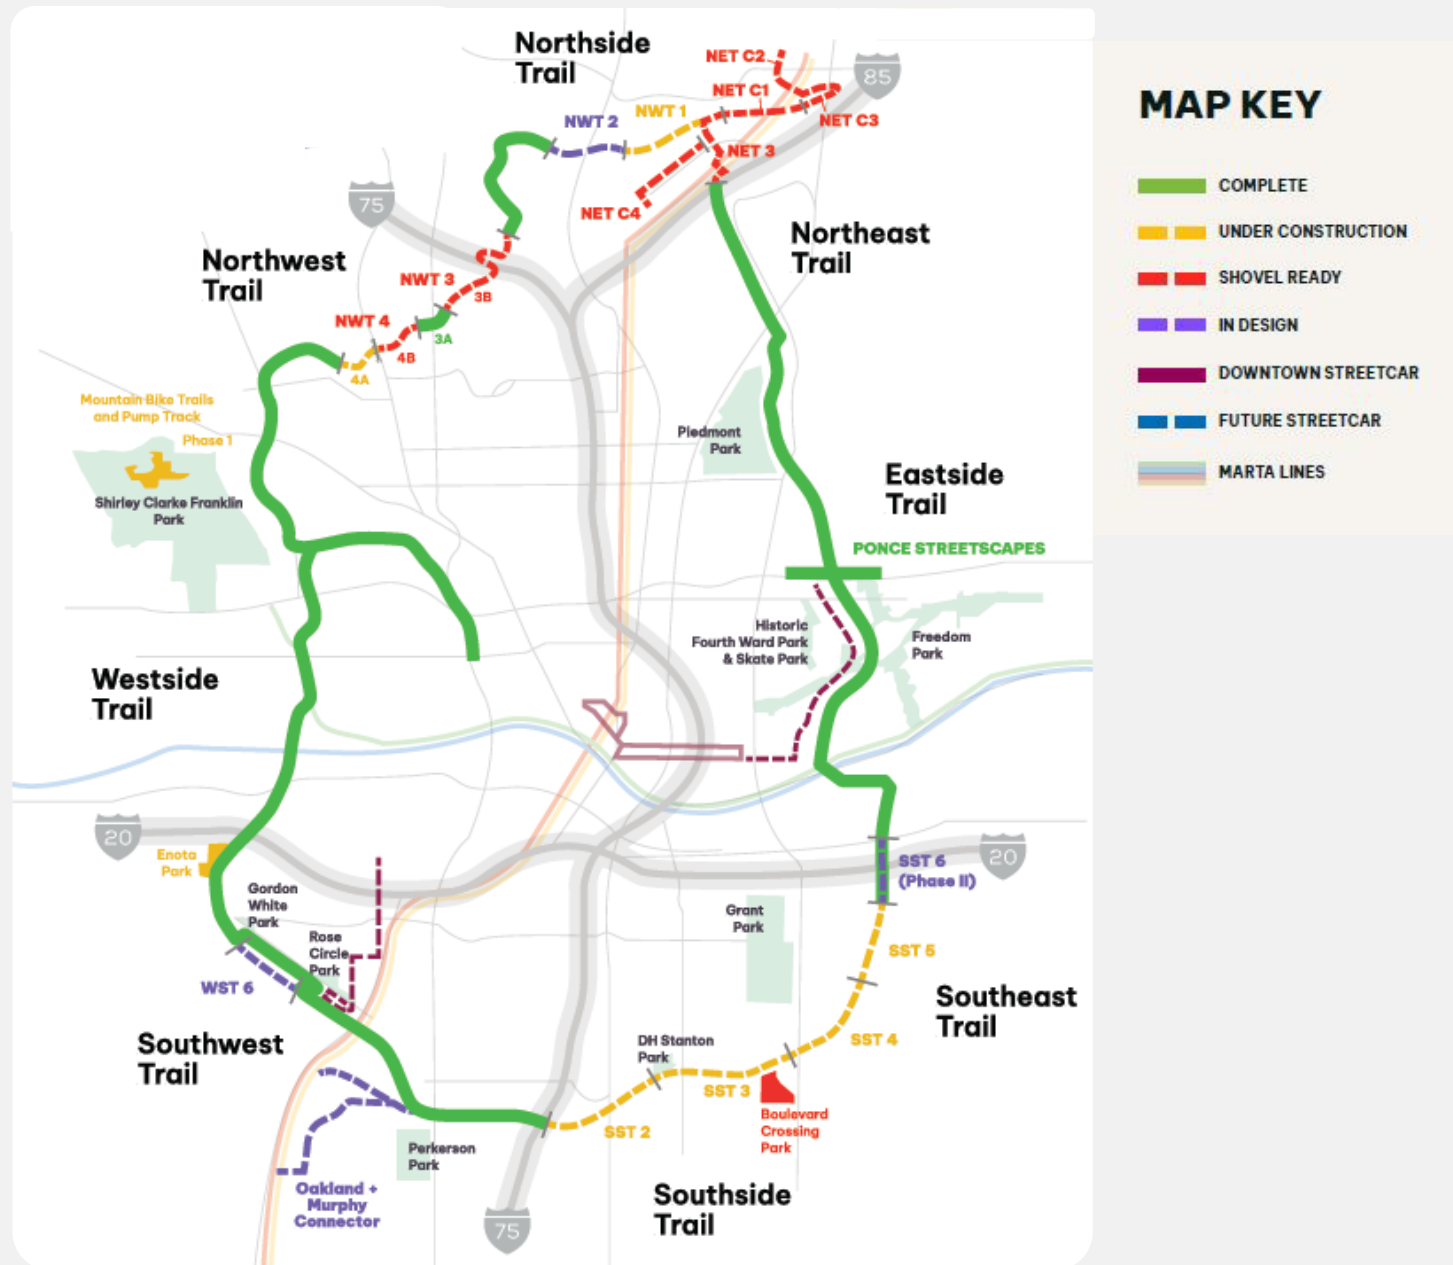 Northside
Trail
NET C2
85
NET C1
NWT 1
NWT 2
NET C3
NET 3
75
NET C4
Northeast
Trail
Northwest
Trail
NWT 3
3B
NWT 4
3A
4B
4A
Mountain Bike Trails
and Pump Track
Phase 1
Piedmont
Park
Shirley Clarke Franklin
Park
Eastside
Trail
PONCE STREETSCAPES
Historic
Fourth Ward Park
& Skate Park
Freedom
Park
Westside
Trail
20
Enota
Park
SST 6
(Phase II)
20
Gordon
White
Park
Grant
Park
Rose
Circle
Park
SST 5
WST 6
Southeast
Trail
Southwest
Trail
DH Stanton
Park
SST 4
SST 3
Boulevard
Crossing
Park
SST 2
Perkerson
Park
Oakland +
Murphy
Connector
Southside
Trail
75
MAP KEY
COMPLETE
UNDER CONSTRUCTION
SHOVEL READY
IN DESIGN
DOWNTOWN STREETCAR
FUTURE STREETCAR
MARTA LINES